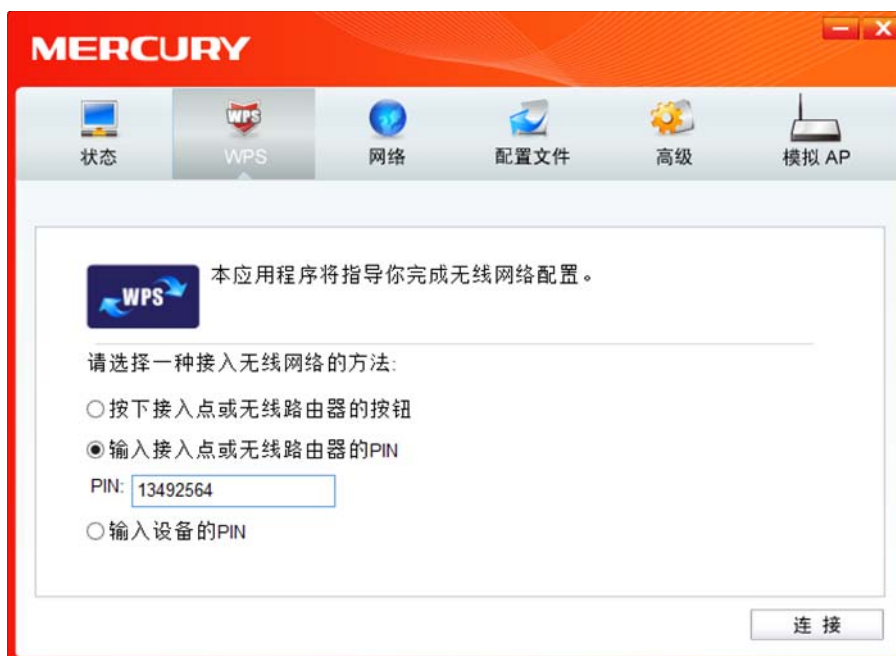 MERCURY
状态
WPS
WPS
网络
配置文件
高级
模拟 AP
WPS
本应用程序将指导你完成无线网络配置。
请选择一种接入无线网络的方法:
按下接入点或无线路由器的按钮
输入接入点或无线路由器的PIN
PIN: 13492564
输入设备的PIN
连 接